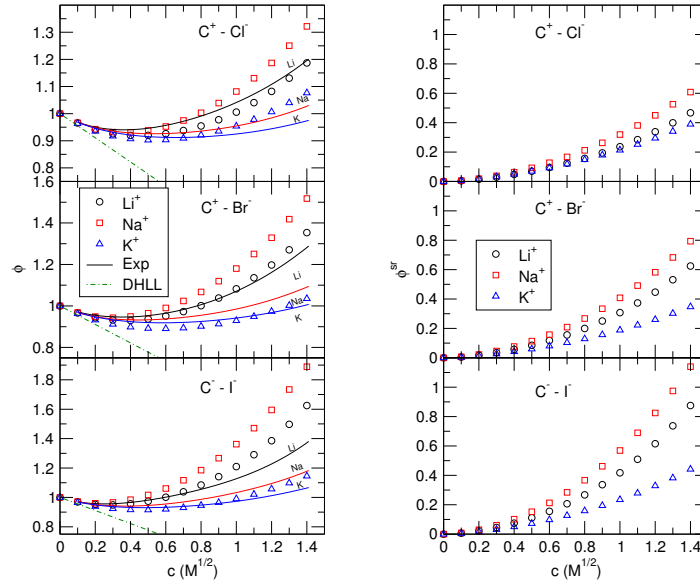 C⁺ - Cl⁻
1.3
1.2
1.1
1
0.9
Li
Na
K
C⁺ - Br⁻
1.6
1.4
1.2
1
0.8
Li⁺
Na⁺
K⁺
Exp
DHLL
Li
Na
K
ϕ
C⁻ - I⁻
1.8
1.6
1.4
1.2
1
0.8
Li
Na
K
0 0.2 0.4 0.6 0.8 1 1.2 1.4
c (M^1/2)
C⁺ - Cl⁻
1
0.8
0.6
0.4
0.2
0
C⁺ - Br⁻
0.8
0.6
0.4
0.2
0
Li⁺
Na⁺
K⁺
ϕ^sr
C⁻ - I⁻
1
0.8
0.6
0.4
0.2
0
0 0.2 0.4 0.6 0.8 1 1.2 1.4
c (M^1/2)